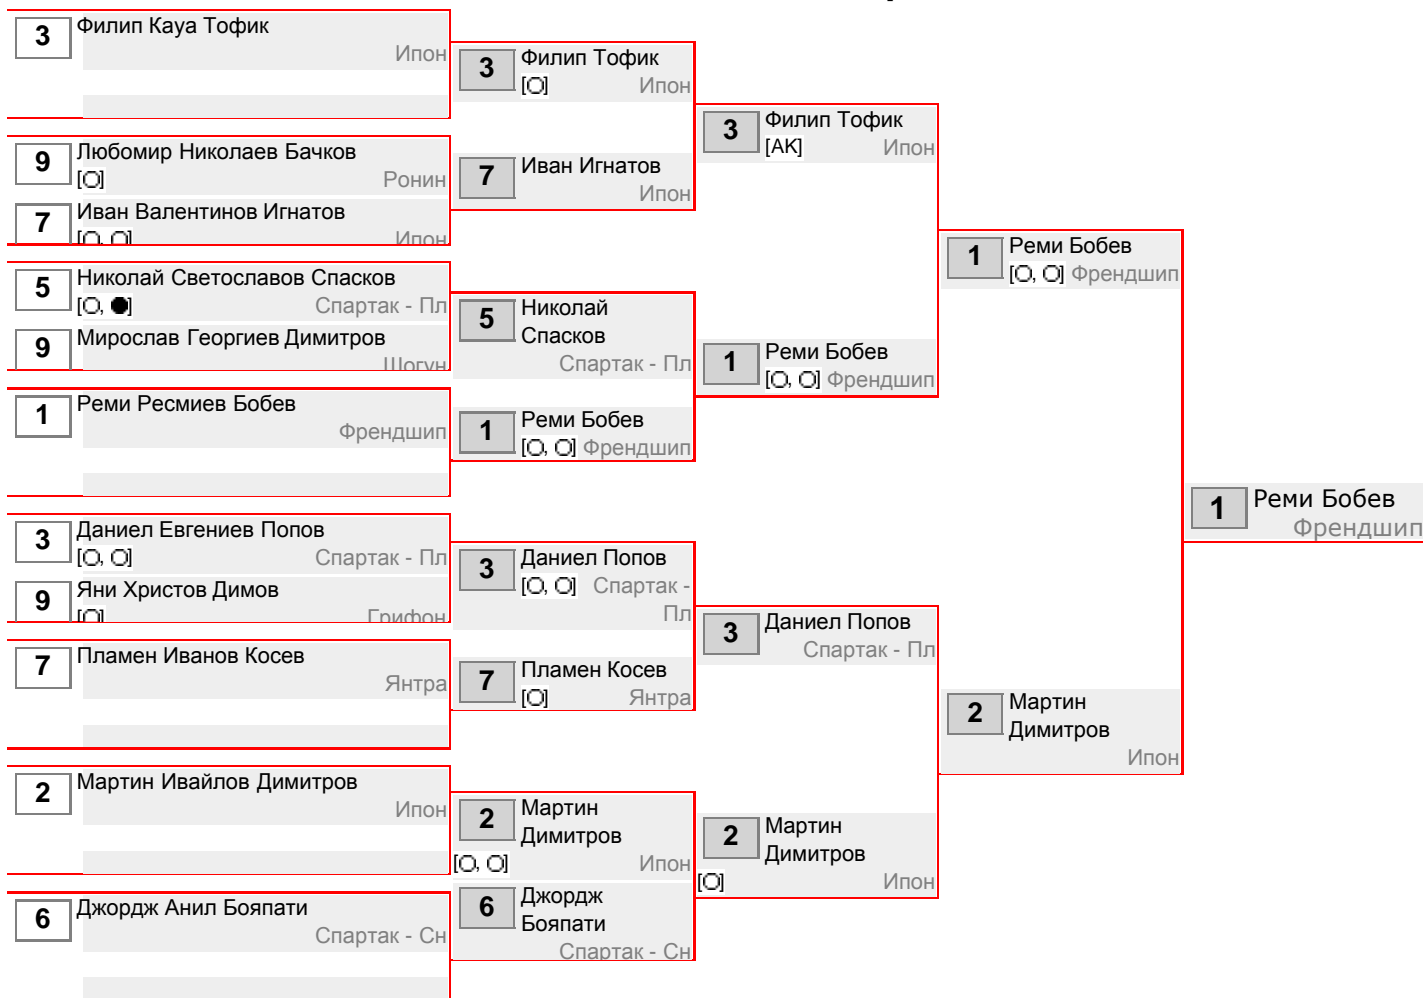 3 Филип Кауа Тофик
Ипон
9 Любомир Николаев Бачков
[O] Ронин
7 Иван Валентинов Игнатов
[O, O] Ипон
5 Николай Светославов Спасков
[O, ●] Спартак - Пл
9 Мирослав Георгиев Димитров
Шогун
1 Реми Ресмиев Бобев
Френдшип
3 Даниел Евгениев Попов
[O, O] Спартак - Пл
9 Яни Христов Димов
[O] Грифон
7 Пламен Иванов Косев
Янтра
2 Мартин Ивайлов Димитров
Ипон
6 Джордж Анил Бояпати
Спартак - Сн
3 Филип Тофик
[O] Ипон
7 Иван Игнатов
Ипон
5 Николай
Спасков
Спартак - Пл
1 Реми Бобев
[O, O] Френдшип
3 Даниел Попов
[O, O] Спартак -
Пл
7 Пламен Косев
[O] Янтра
2 Мартин
Димитров
[O, O] Ипон
6 Джордж
Бояпати
Спартак - Сн
3 Филип Тофик
[AK] Ипон
1 Реми Бобев
[O, O] Френдшип
3 Даниел Попов
Спартак - Пл
2 Мартин
Димитров
[O] Ипон
1 Реми Бобев
[O, O] Френдшип
2 Мартин
Димитров
Ипон
1 Реми Бобев
Френдшип